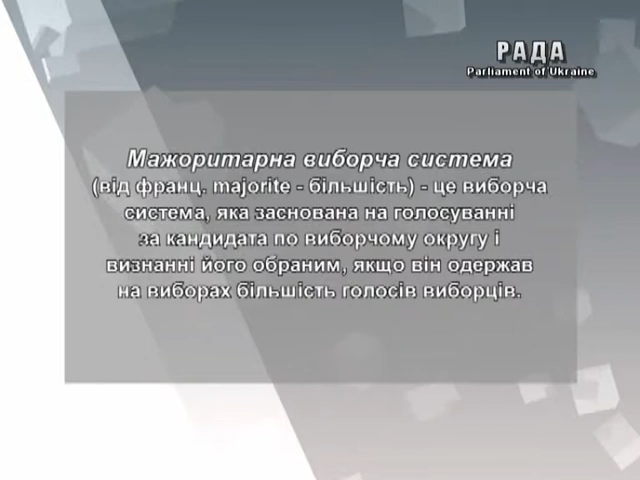 РАДА
Parliament of Ukraine
Мажоритарна виборча система
(від франц. majorite - більшість) - це виборча
система, яка заснована на голосуванні
за кандидата по виборчому округу і
визнанні його обраним, якщо він одержав
на виборах більшість голосів виборців.